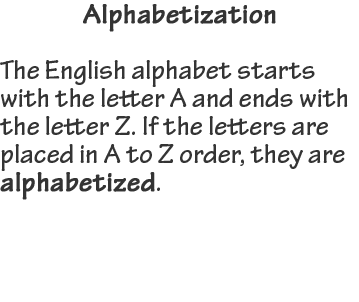 Alphabetization
The English alphabet starts
with the letter A and ends with
the letter Z. If the letters are
placed in A to Z order, they are
alphabetized.